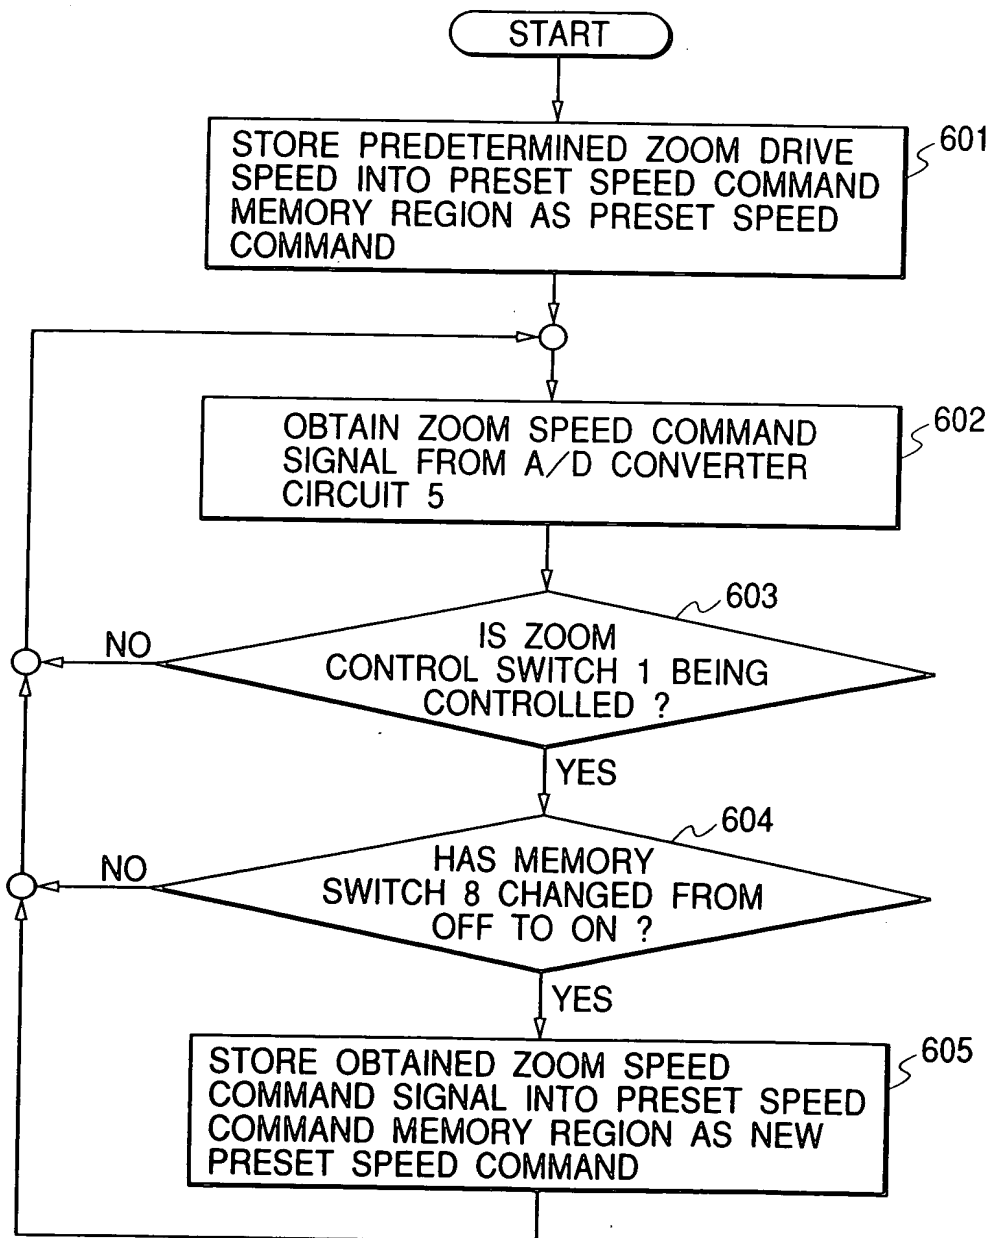 START
601
STORE PREDETERMINED ZOOM DRIVE
SPEED INTO PRESET SPEED COMMAND
MEMORY REGION AS PRESET SPEED
COMMAND
602
OBTAIN ZOOM SPEED COMMAND
SIGNAL FROM A/D CONVERTER
CIRCUIT 5
603
NO
IS ZOOM
CONTROL SWITCH 1 BEING
CONTROLLED ?
YES
604
NO
HAS MEMORY
SWITCH 8 CHANGED FROM
OFF TO ON ?
YES
605
STORE OBTAINED ZOOM SPEED
COMMAND SIGNAL INTO PRESET SPEED
COMMAND MEMORY REGION AS NEW
PRESET SPEED COMMAND